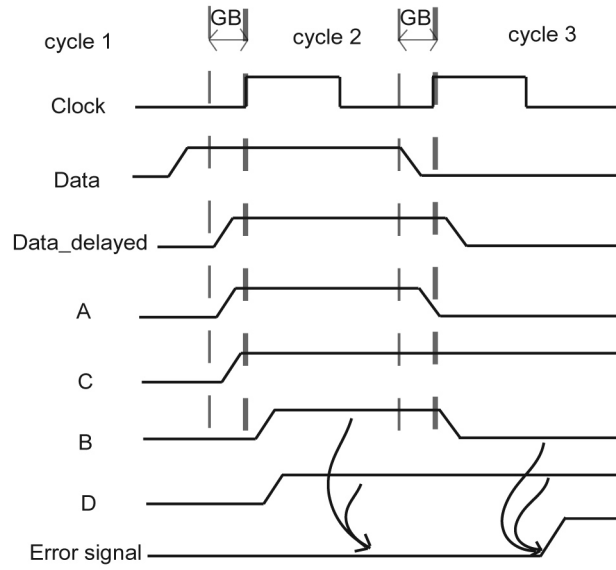 GB GB
cycle 1 cycle 2 cycle 3
Clock
Data
Data_delayed
A
C
B
D
Error signal